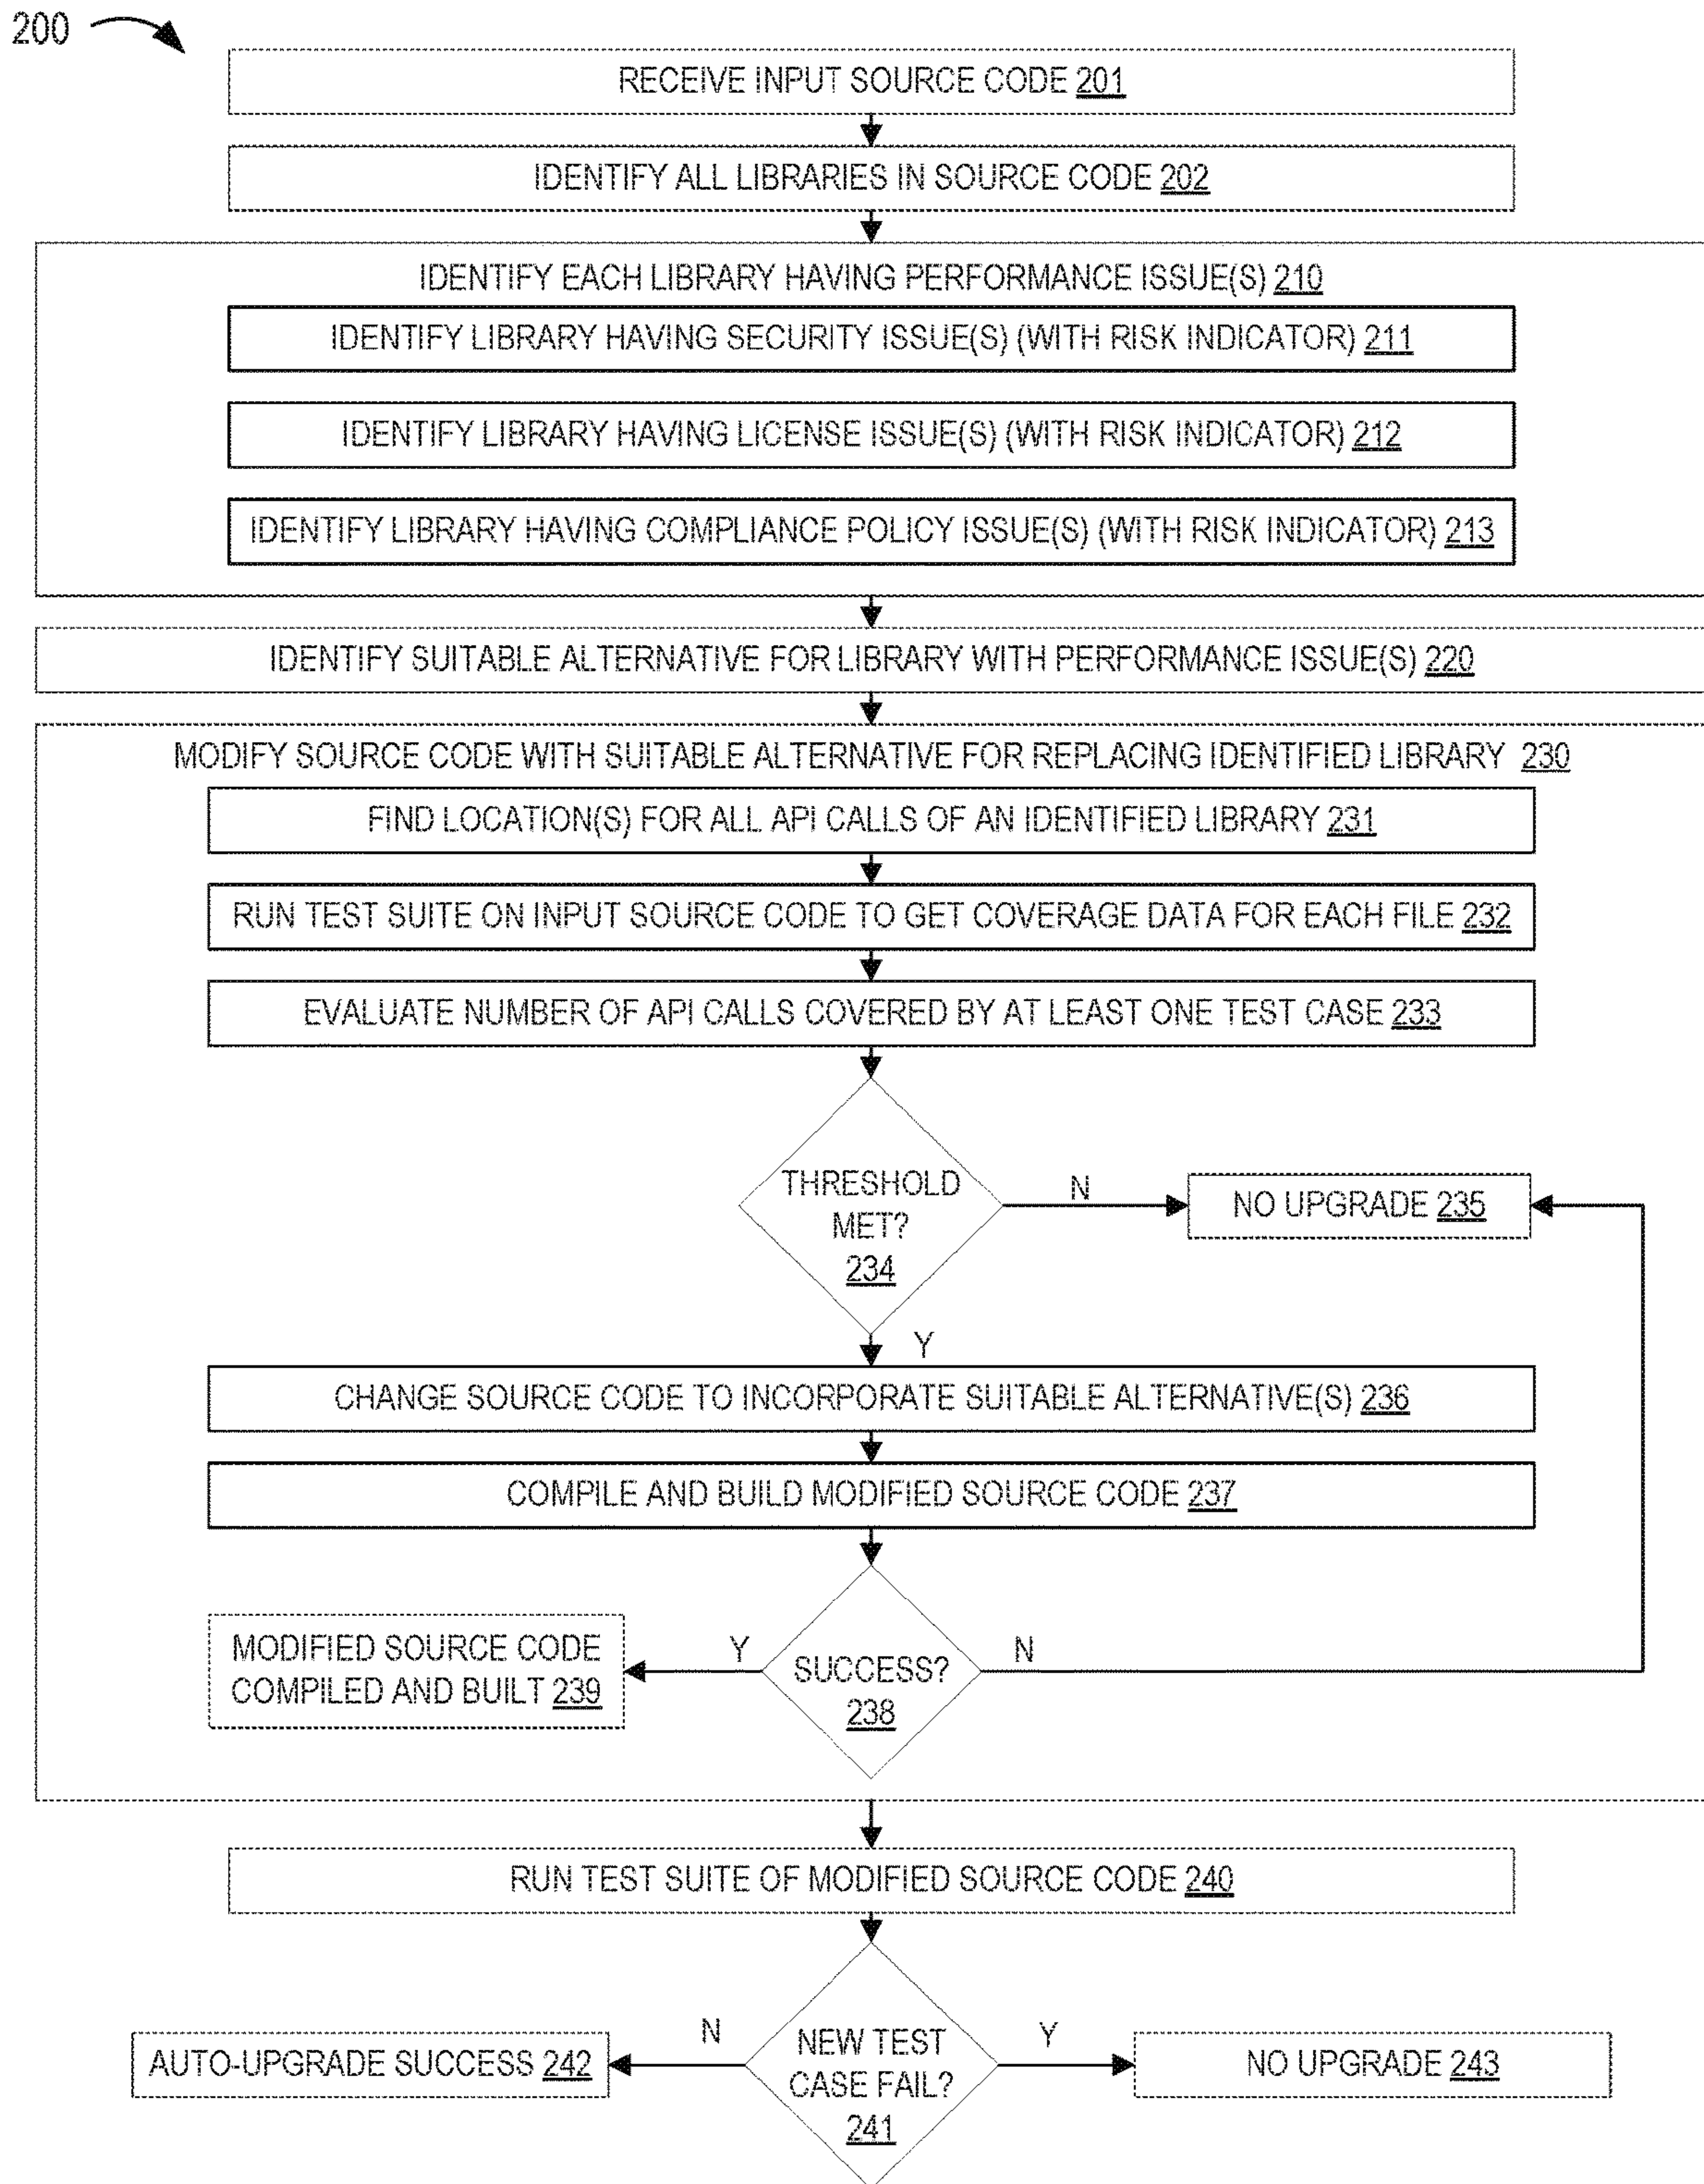 200
RECEIVE INPUT SOURCE CODE 201
IDENTIFY ALL LIBRARIES IN SOURCE CODE 202
IDENTIFY EACH LIBRARY HAVING PERFORMANCE ISSUE(S) 210
IDENTIFY LIBRARY HAVING SECURITY ISSUE(S) (WITH RISK INDICATOR) 211
IDENTIFY LIBRARY HAVING LICENSE ISSUE(S) (WITH RISK INDICATOR) 212
IDENTIFY LIBRARY HAVING COMPLIANCE POLICY ISSUE(S) (WITH RISK INDICATOR) 213
IDENTIFY SUITABLE ALTERNATIVE FOR LIBRARY WITH PERFORMANCE ISSUE(S) 220
MODIFY SOURCE CODE WITH SUITABLE ALTERNATIVE FOR REPLACING IDENTIFIED LIBRARY 230
FIND LOCATION(S) FOR ALL API CALLS OF AN IDENTIFIED LIBRARY 231
RUN TEST SUITE ON INPUT SOURCE CODE TO GET COVERAGE DATA FOR EACH FILE 232
EVALUATE NUMBER OF API CALLS COVERED BY AT LEAST ONE TEST CASE 233
THRESHOLD
MET?
234
N
NO UPGRADE 235
Y
CHANGE SOURCE CODE TO INCORPORATE SUITABLE ALTERNATIVE(S) 236
COMPILE AND BUILD MODIFIED SOURCE CODE 237
MODIFIED SOURCE CODE
COMPILED AND BUILT 239
Y
SUCCESS?
238
N
RUN TEST SUITE OF MODIFIED SOURCE CODE 240
AUTO-UPGRADE SUCCESS 242
N
NEW TEST
CASE FAIL?
241
Y
NO UPGRADE 243